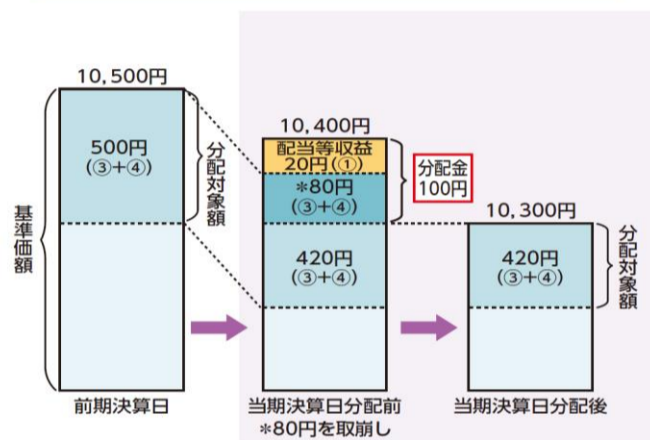 10,500円
500円
(③+④)
分配対象額
基準価額
前期決算日
10,400円
配当等収益
20円(①)
*80円
(③+④)
分配金
100円
420円
(③+④)
当期決算日分配前
*80円を取崩し
10,300円
420円
(③+④)
分配対象額
当期決算日分配後